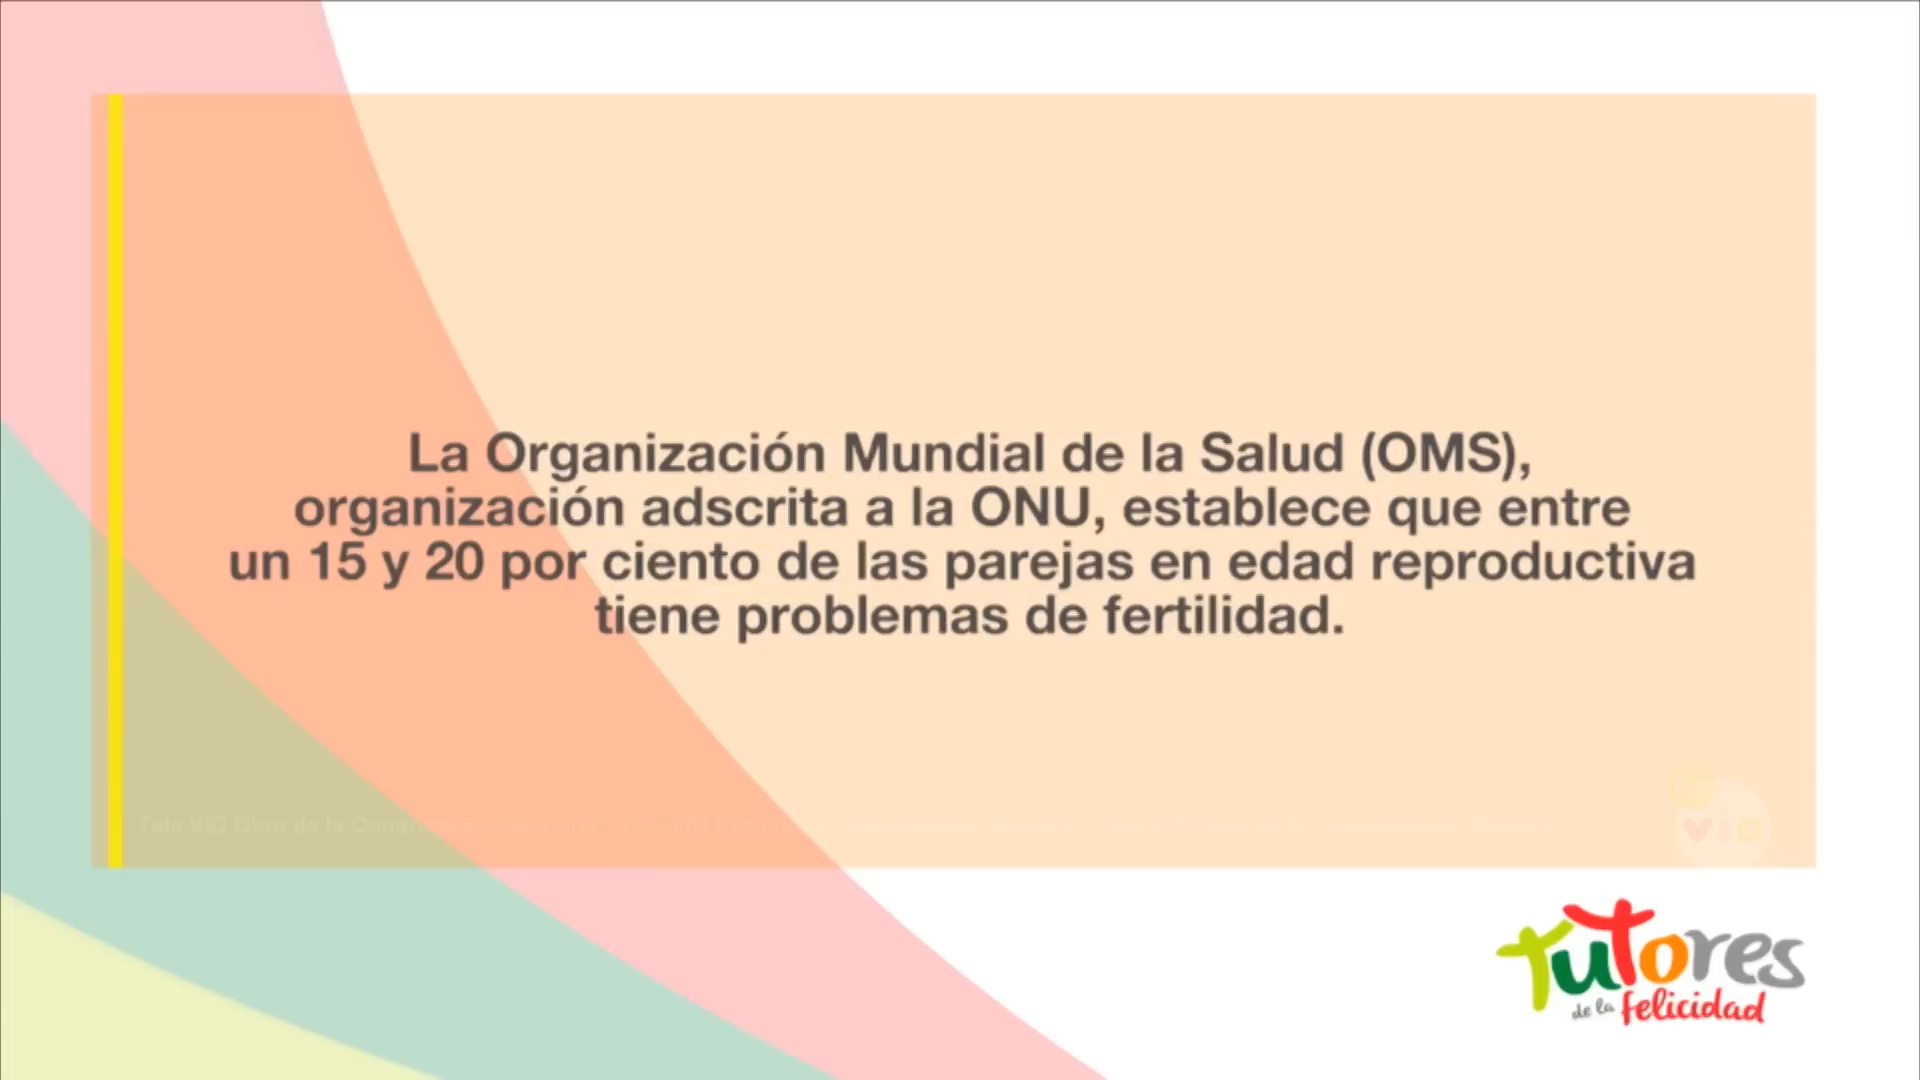 La Organización Mundial de la Salud (OMS),
organización adscrita a la ONU, establece que entre
un 15 y 20 por ciento de las parejas en edad reproductiva
tiene problemas de fertilidad.
vid
Tutores
de la felicidad